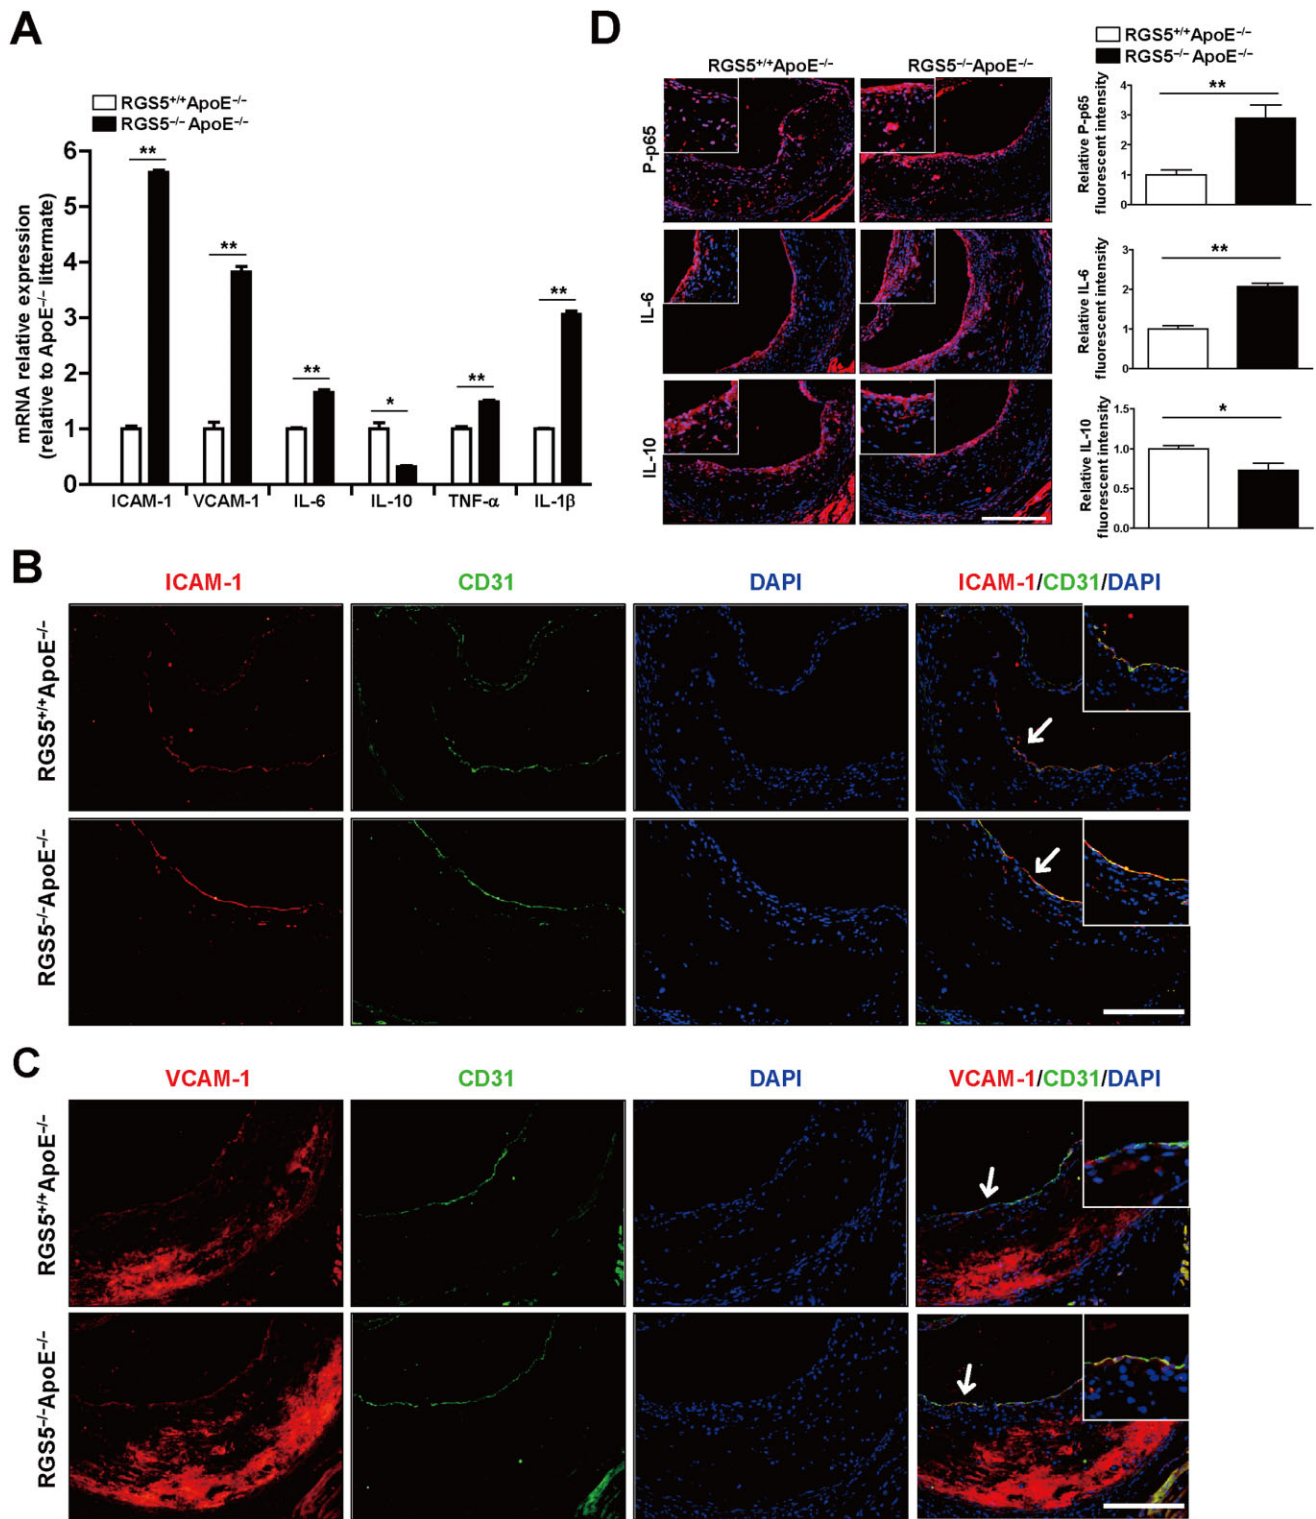 A
RGS5+/+ApoE−/−
RGS5−/−ApoE−/−
mRNA relative expression
(relative to ApoE−/− littermate)
6
5
4
3
2
1
0
**
**
**
*
**
**
ICAM-1 VCAM-1 IL-6 IL-10 TNF-α IL-1β
D
RGS5+/+ApoE−/− RGS5−/−ApoE−/−
P-p65
IL-6
IL-10
RGS5+/+ApoE−/−
RGS5−/−ApoE−/−
Relative P-p65
fluorescent intensity
4
3
2
1
0
**
Relative IL-6
fluorescent intensity
3
2
1
0
**
Relative IL-10
fluorescent intensity
1.5
1.0
0.5
0.0
*
B
ICAM-1 CD31 DAPI ICAM-1/CD31/DAPI
RGS5+/+ApoE−/−
RGS5−/−ApoE−/−
C
VCAM-1 CD31 DAPI VCAM-1/CD31/DAPI
RGS5+/+ApoE−/−
RGS5−/−ApoE−/−